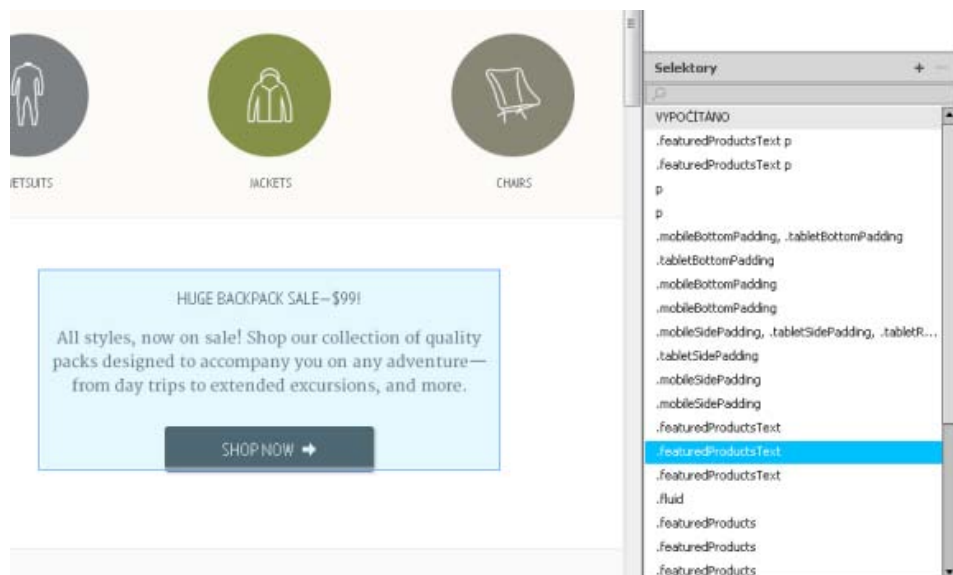 ETSUITS
JACKETS
CHAIRS
HUGE BACKPACK SALE—$99!
All styles, now on sale! Shop our collection of quality
packs designed to accompany you on any adventure—
from day trips to extended excursions, and more.
SHOP NOW
Selektory
VYPOČÍTÁNO
.featuredProductsText p
.featuredProductsText p
p
p
.mobileBottomPadding, .tabletBottomPadding
.tabletBottomPadding
.mobileBottomPadding
.mobileBottomPadding
.mobileSidePadding, .tabletSidePadding, .tabletR...
.tabletSidePadding
.mobileSidePadding
.mobileSidePadding
.featuredProductsText
.featuredProductsText
.featuredProductsText
.fluid
.featuredProducts
.featuredProducts
.featuredProducts